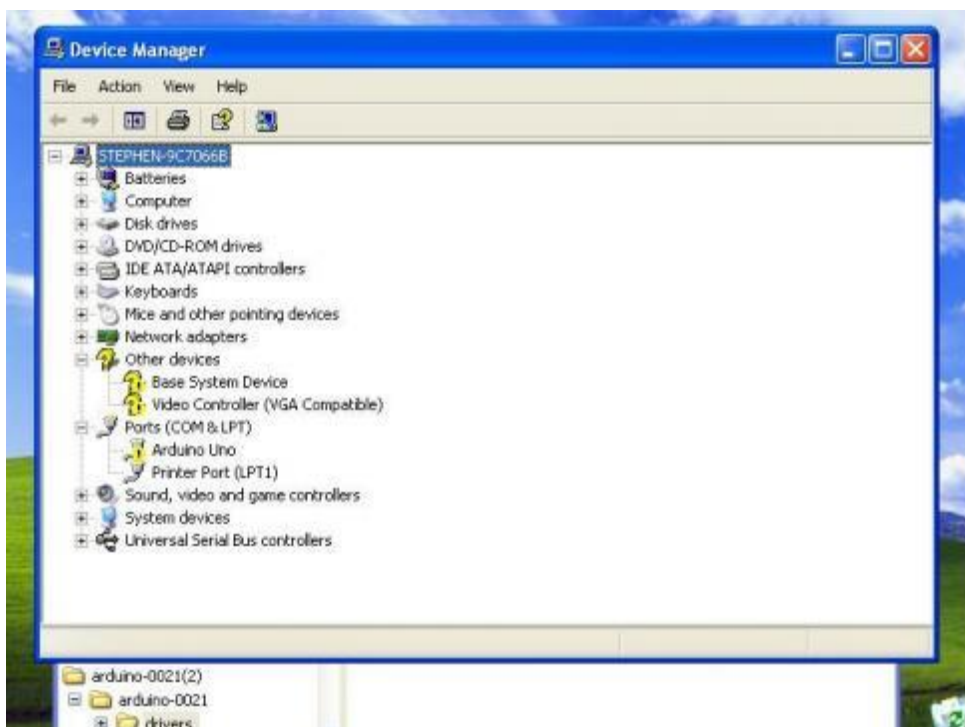 Device Manager
File Action View Help
STEPHEN-9C7066B
Batteries
Computer
Disk drives
DVD/CD-ROM drives
IDE ATA/ATAPI controllers
Keyboards
Mice and other pointing devices
Network adapters
Other devices
Base System Device
Video Controller (VGA Compatible)
Ports (COM & LPT)
Arduino Uno
Printer Port (LPT1)
Sound, video and game controllers
System devices
Universal Serial Bus controllers
arduino-0021(2)
arduino-0021
drivers